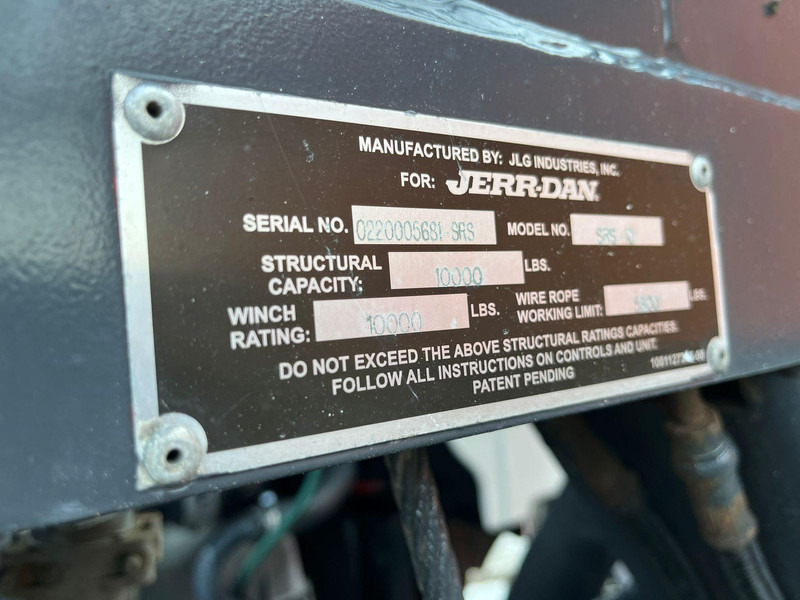 MANUFACTURED BY: JLG INDUSTRIES, INC.
FOR: JERR-DAN®
SERIAL NO. 0220005681-SRS MODEL NO. SRS
STRUCTURAL CAPACITY: 10000 LBS.
WINCH RATING: 10000 LBS. WIRE ROPE WORKING LIMIT: LBS.
DO NOT EXCEED THE ABOVE STRUCTURAL RATINGS CAPACITIES.
FOLLOW ALL INSTRUCTIONS ON CONTROLS AND UNIT.
PATENT PENDING